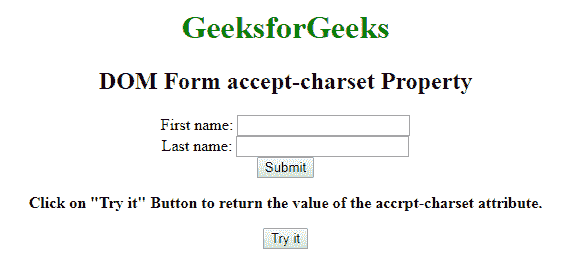 GeeksforGeeks
DOM Form accept-charset Property
First name:
Last name:
Submit
Click on "Try it" Button to return the value of the accrpt-charset attribute.
Try it